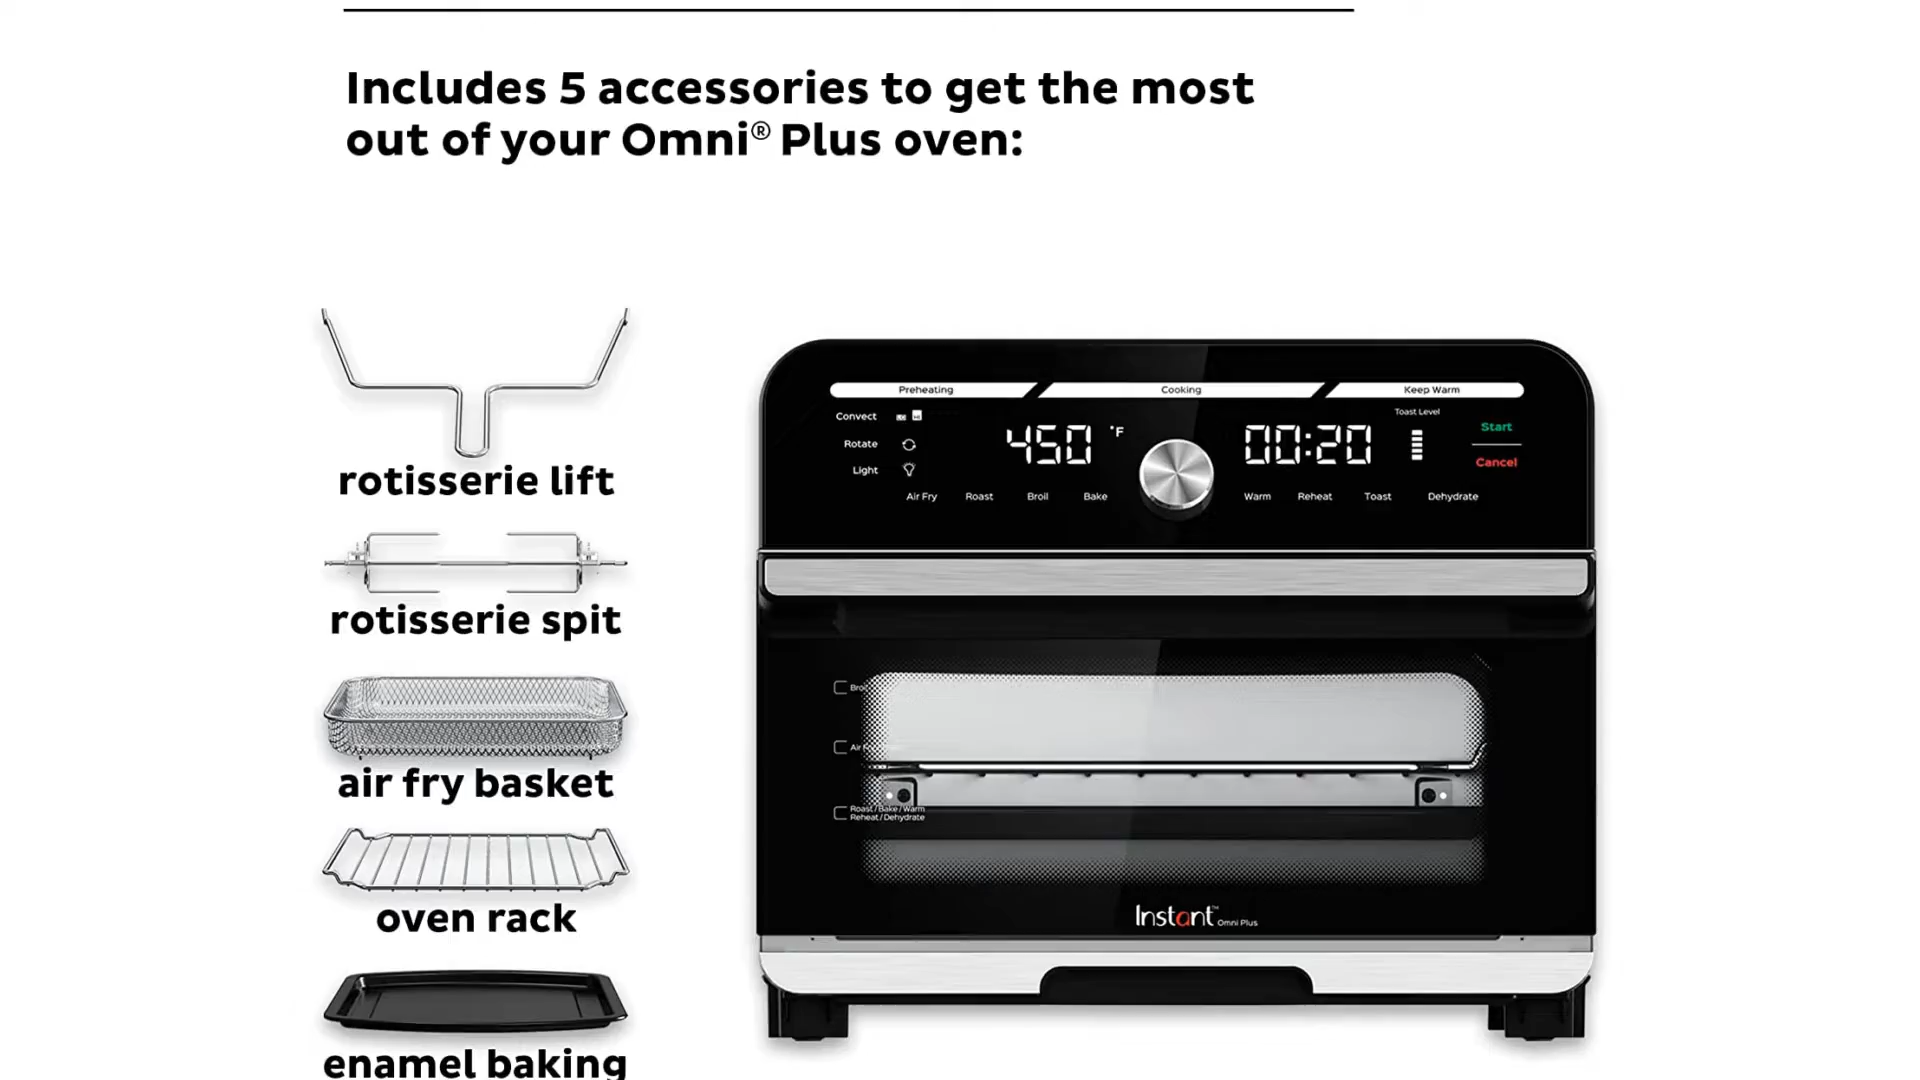 Includes 5 accessories to get the most
out of your Omni® Plus oven:
rotisserie lift
rotisserie spit
air fry basket
oven rack
enamel baking
Preheating
Cooking
Keep Warm
Convect
Rotate
Light
450 °F
00:20
Toast Level
Start
Cancel
Air Fry Roast Broil Bake
Warm Reheat Toast Dehydrate
Air
Roast / Bake / Warm
Reheat / Dehydrate
Instant™ Omni Plus